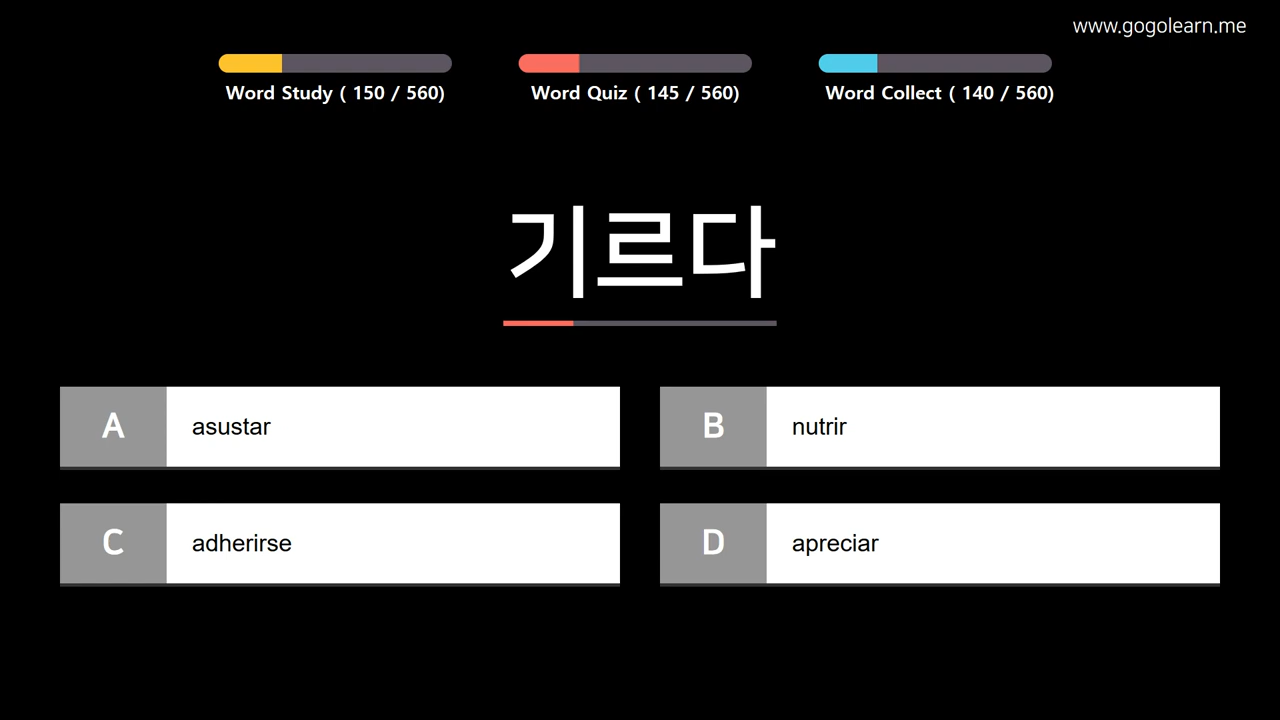 www.gogolearn.me
Word Study ( 150 / 560)
Word Quiz ( 145 / 560)
Word Collect ( 140 / 560)
기르다
A asustar
B nutrir
C adherirse
D apreciar